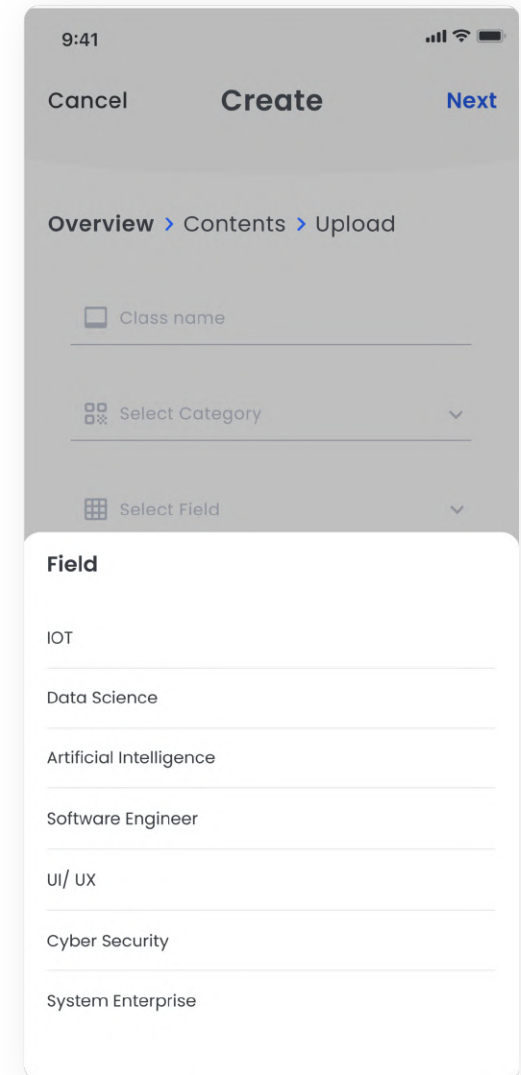 9:41
Cancel Create Next
Overview > Contents > Upload
Class name
Select Category
Select Field
Field
IOT
Data Science
Artificial Intelligence
Software Engineer
UI/ UX
Cyber Security
System Enterprise